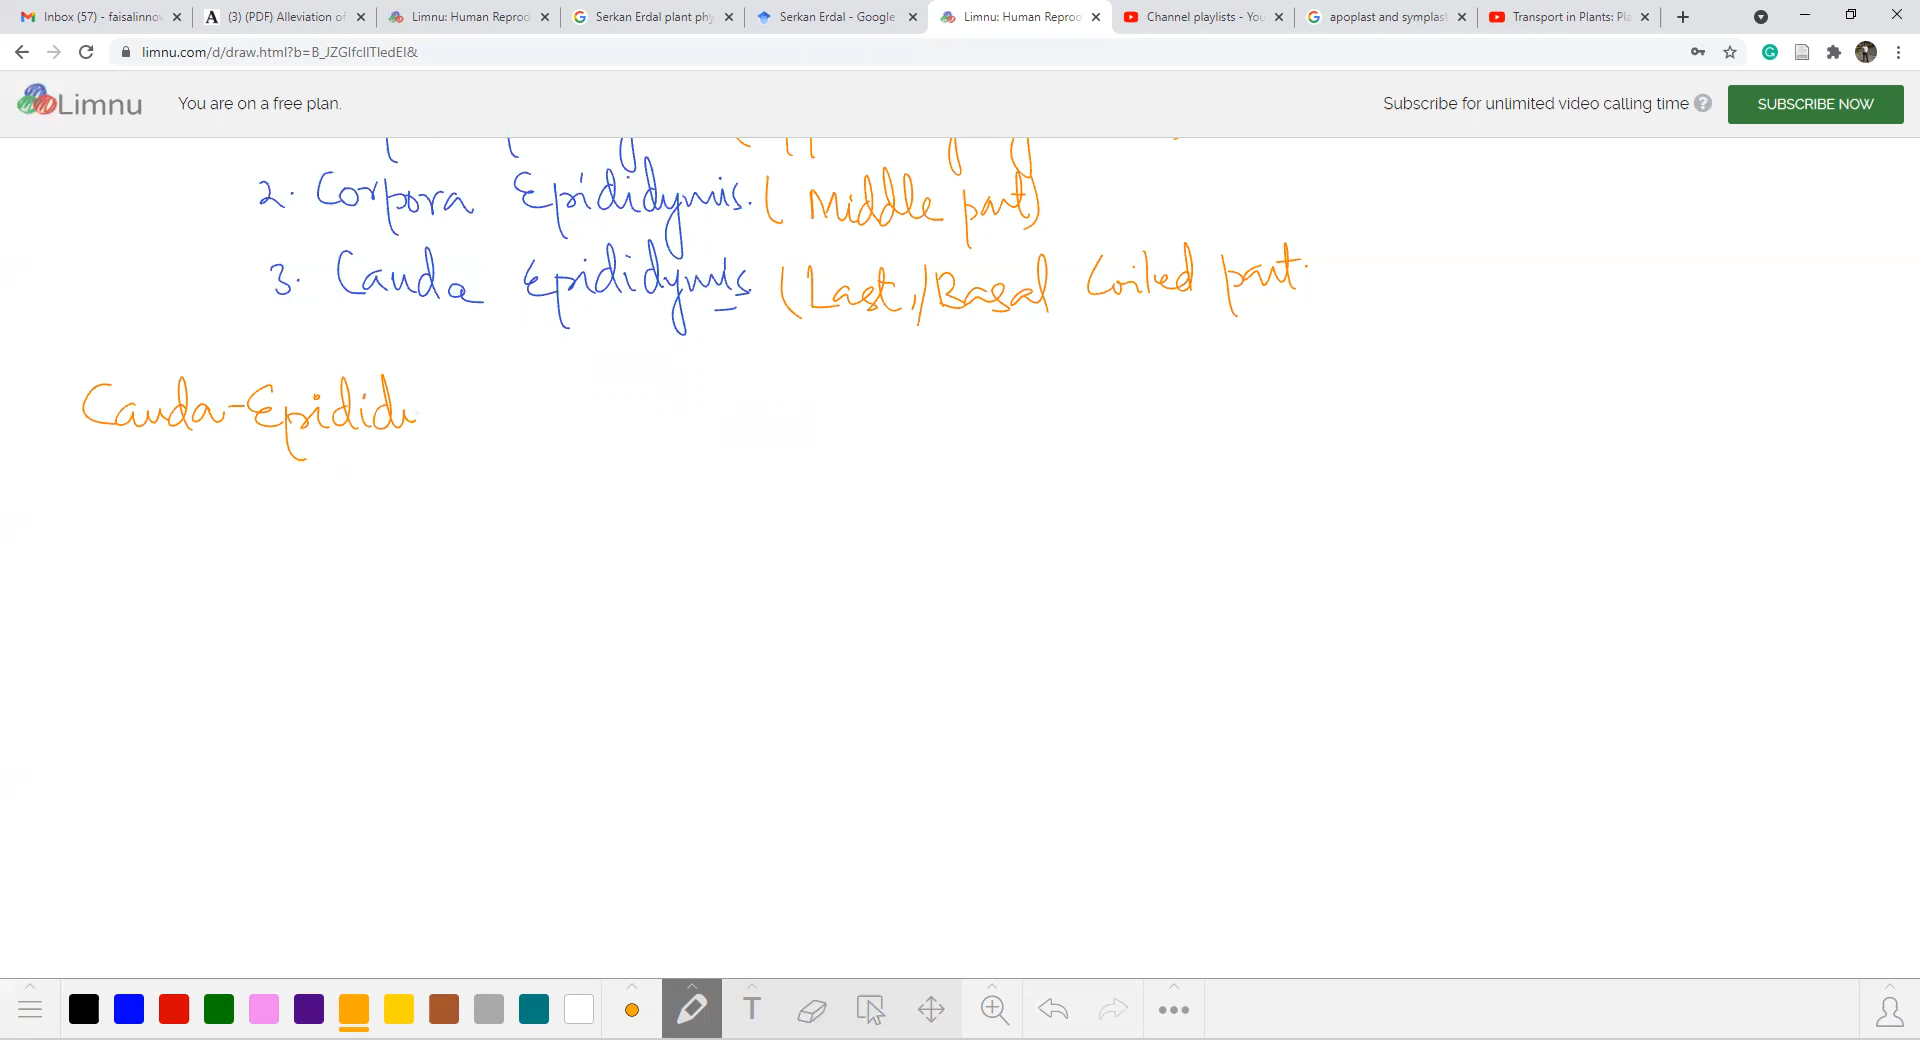 Inbox (57) - faisalinnov
(3) (PDF) Alleviation of
Limnu: Human Reprod
Serkan Erdal plant phy
Serkan Erdal - Google
Limnu: Human Reprod
Channel playlists - You
apoplast and symplast
Transport in Plants: Pla
limnu.com/d/draw.html?b=B_JZGlfcllTledEI&
Limnu
You are on a free plan.
Subscribe for unlimited video calling time ?
SUBSCRIBE NOW
2. Corpora Epididymis. ( Middle part)
3. Cauda Epididymis (Last,/Basal Coiled part.
Cauda-Epididu
T